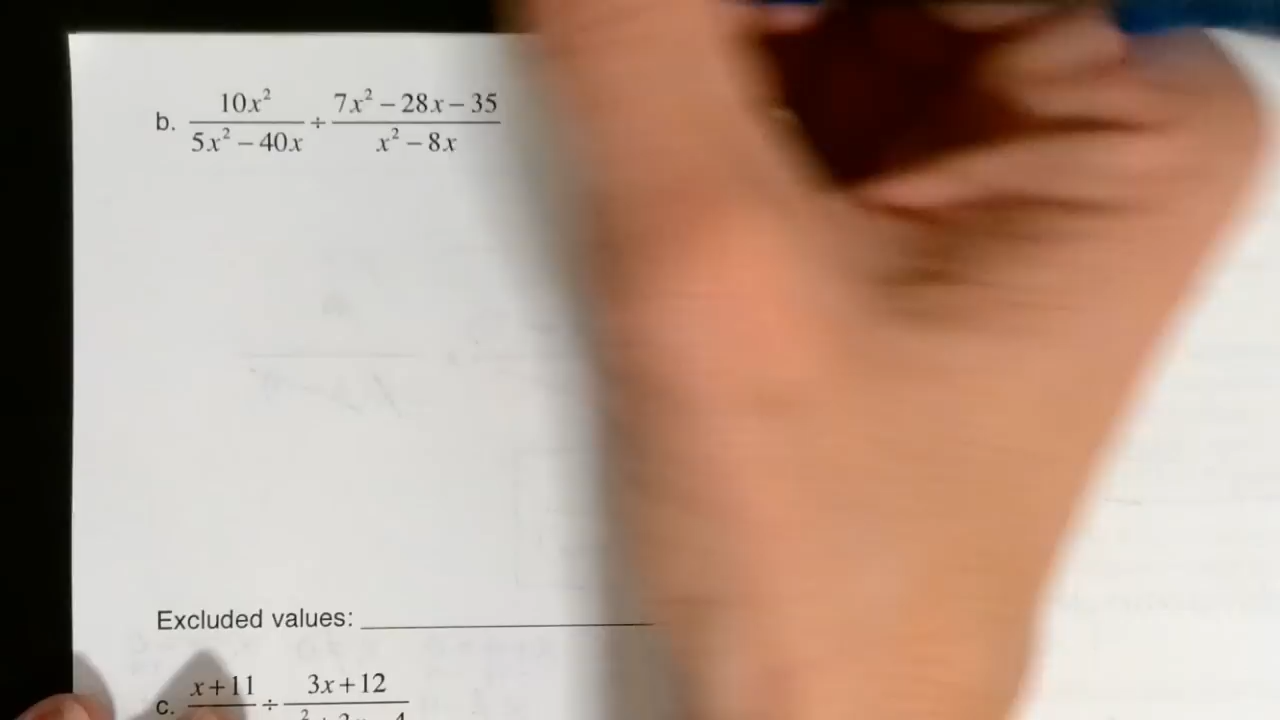 b. 10x² / 5x² – 40x ÷ 7x² – 28x – 35 / x² – 8x
Excluded values:
c. x + 11 ÷ 3x + 12